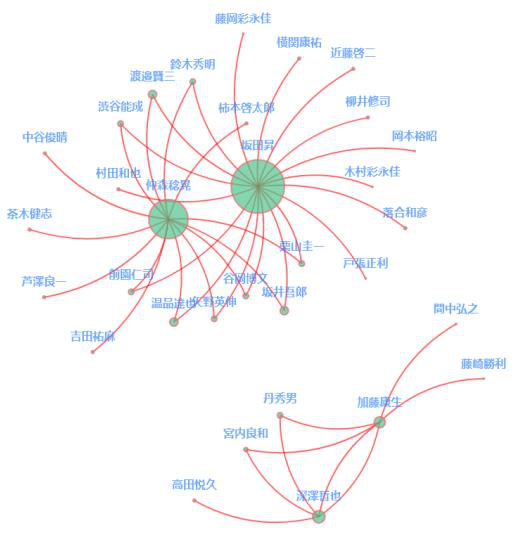 藤岡彩永佳
横関康祐
近藤啓二
鈴木秀明
渡邉賢三
柳井修司
渋谷能成
柿本啓太郎
岡本裕昭
中谷俊晴
坂田昇
木村彩永佳
村田和也
仲森稔晃
茶木健志
落合和彦
栗山圭一
戸張正利
芦澤良一
前園仁司
谷岡博文
坂井吾郎
温品達也
矢野英伸
吉田祐麻
間中弘之
藤崎勝利
丹秀男
加藤康生
宮内良和
高田悦久
深澤哲也